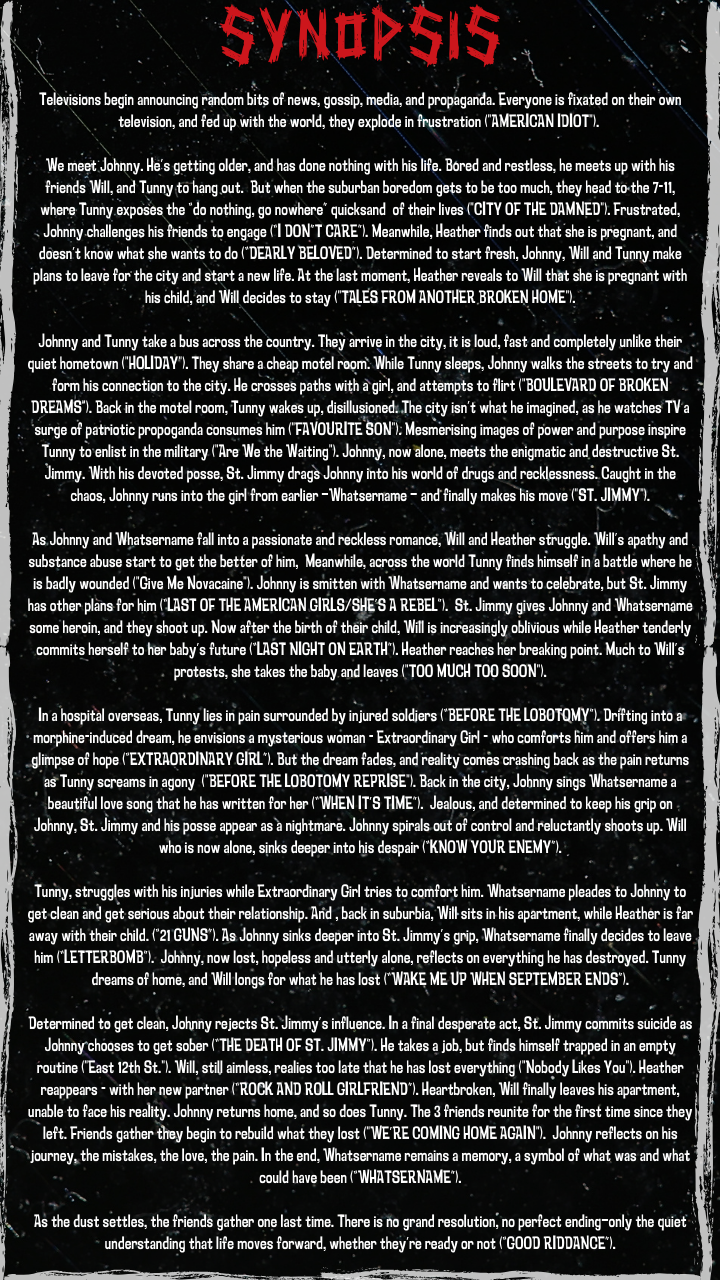 SYNOPSIS
Televisions begin announcing random bits of news, gossip, media, and propaganda. Everyone is fixated on their own
television, and fed up with the world, they explode in frustration ("AMERICAN IDIOT").
We meet Johnny. He's getting older, and has done nothing with his life. Bored and restless, he meets up with his
friends Will, and Tunny to hang out. But when the suburban boredom gets to be too much, they head to the 7-11,
where Tunny exposes the "do nothing, go nowhere" quicksand of their lives ("CITY OF THE DAMNED"). Frustrated,
Johnny challenges his friends to engage ("I DON'T CARE"). Meanwhile, Heather finds out that she is pregnant, and
doesn't know what she wants to do ("DEARLY BELOVED"). Determined to start fresh, Johnny, Will and Tunny make
plans to leave for the city and start a new life. At the last moment, Heather reveals to Will that she is pregnant with
his child, and Will decides to stay ("TALES FROM ANOTHER BROKEN HOME").
Johnny and Tunny take a bus across the country. They arrive in the city, it is loud, fast and completely unlike their
quiet hometown ("HOLIDAY"). They share a cheap motel room. While Tunny sleeps, Johnny walks the streets to try and
form his connection to the city. He crosses paths with a girl, and attempts to flirt ("BOULEVARD OF BROKEN
DREAMS"). Back in the motel room, Tunny wakes up, disillusioned. The city isn't what he imagined, as he watches TV a
surge of patriotic propoganda consumes him ("FAVOURITE SON"). Mesmerising images of power and purpose inspire
Tunny to enlist in the military ("Are We the Waiting"). Johnny, now alone, meets the enigmatic and destructive St.
Jimmy. With his devoted posse, St. Jimmy drags Johnny into his world of drugs and recklessness. Caught in the
chaos, Johnny runs into the girl from earlier –Whatsername – and finally makes his move ("ST. JIMMY").
As Johnny and Whatsername fall into a passionate and reckless romance, Will and Heather struggle. Will's apathy and
substance abuse start to get the better of him, Meanwhile, across the world Tunny finds himself in a battle where he
is badly wounded ("Give Me Novacaine"). Johnny is smitten with Whatsername and wants to celebrate, but St. Jimmy
has other plans for him ("LAST OF THE AMERICAN GIRLS/SHE'S A REBEL"). St. Jimmy gives Johnny and Whatsername
some heroin, and they shoot up. Now after the birth of their child, Will is increasingly oblivious while Heather tenderly
commits herself to her baby's future ("LAST NIGHT ON EARTH"). Heather reaches her breaking point. Much to Will's
protests, she takes the baby and leaves ("TOO MUCH TOO SOON").
In a hospital overseas, Tunny lies in pain surrounded by injured soldiers ("BEFORE THE LOBOTOMY"). Drifting into a
morphine-induced dream, he envisions a mysterious woman - Extraordinary Girl - who comforts him and offers him a
glimpse of hope ("EXTRAORDINARY GIRL"). But the dream fades, and reality comes crashing back as the pain returns
as Tunny screams in agony ("BEFORE THE LOBOTOMY REPRISE"). Back in the city, Johnny sings Whatsername a
beautiful love song that he has written for her ("WHEN IT'S TIME"). Jealous, and determined to keep his grip on
Johnny, St. Jimmy and his posse appear as a nightmare. Johnny spirals out of control and reluctantly shoots up. Will
who is now alone, sinks deeper into his despair ("KNOW YOUR ENEMY").
Tunny, struggles with his injuries while Extraordinary Girl tries to comfort him. Whatsername pleades to Johnny to
get clean and get serious about their relationship. And , back in suburbia, Will sits in his apartment, while Heather is far
away with their child. ("21 GUNS"). As Johnny sinks deeper into St. Jimmy's grip, Whatsername finally decides to leave
him ("LETTERBOMB"). Johnny, now lost, hopeless and utterly alone, reflects on everything he has destroyed. Tunny
dreams of home, and Will longs for what he has lost ("WAKE ME UP WHEN SEPTEMBER ENDS").
Determined to get clean, Johnny rejects St. Jimmy's influence. In a final desperate act, St. Jimmy commits suicide as
Johnny chooses to get sober ("THE DEATH OF ST. JIMMY"). He takes a job, but finds himself trapped in an empty
routine ("East 12th St."). Will, still aimless, realies too late that he has lost everything ("Nobody Likes You"). Heather
reappears - with her new partner ("ROCK AND ROLL GIRLFRIEND"). Heartbroken, Will finally leaves his apartment,
unable to face his reality. Johnny returns home, and so does Tunny. The 3 friends reunite for the first time since they
left. Friends gather they begin to rebuild what they lost ("WE'RE COMING HOME AGAIN"). Johnny reflects on his
journey, the mistakes, the love, the pain. In the end, Whatsername remains a memory, a symbol of what was and what
could have been ("WHATSERNAME").
As the dust settles, the friends gather one last time. There is no grand resolution, no perfect ending–only the quiet
understanding that life moves forward, whether they're ready or not ("GOOD RIDDANCE").